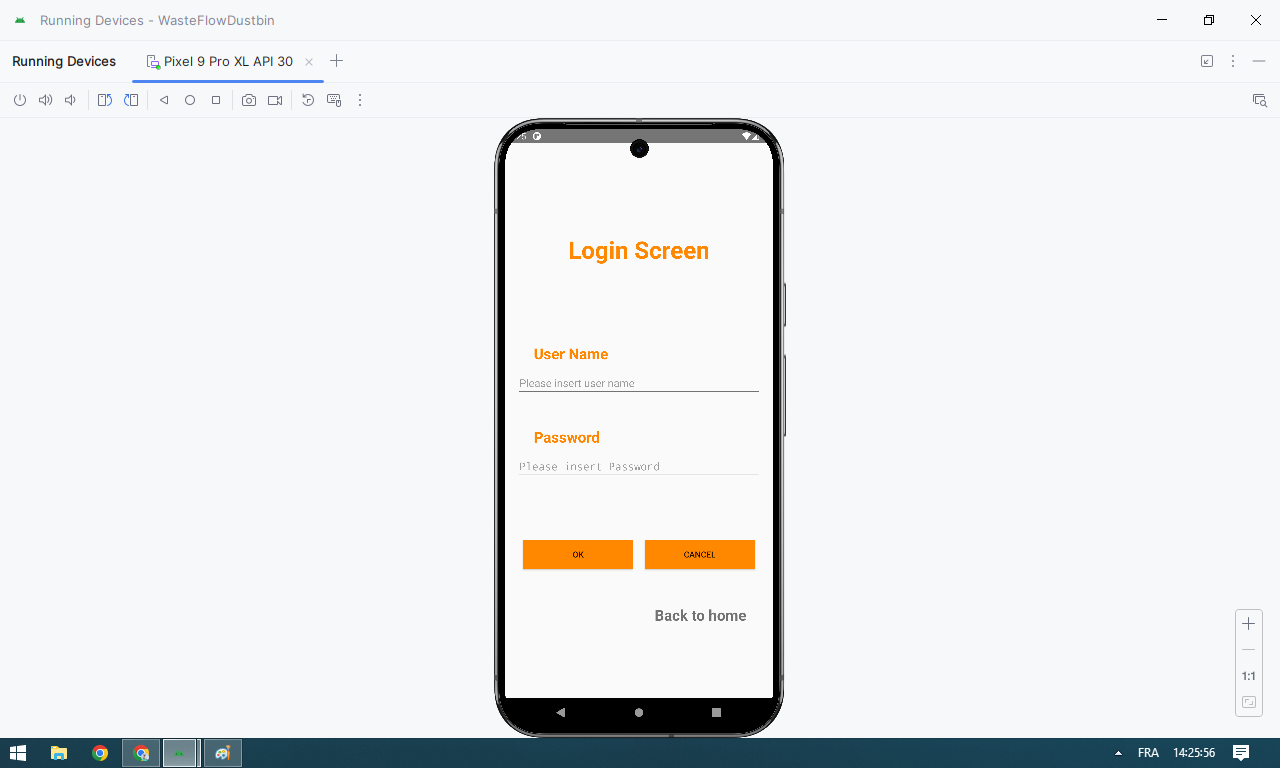 Running Devices - WasteFlowDustbin
Running Devices
Pixel 9 Pro XL API 30
Login Screen
User Name
Please insert user name
Password
Please insert Password
OK CANCEL
Back to home
1:1
FRA 14:25:56